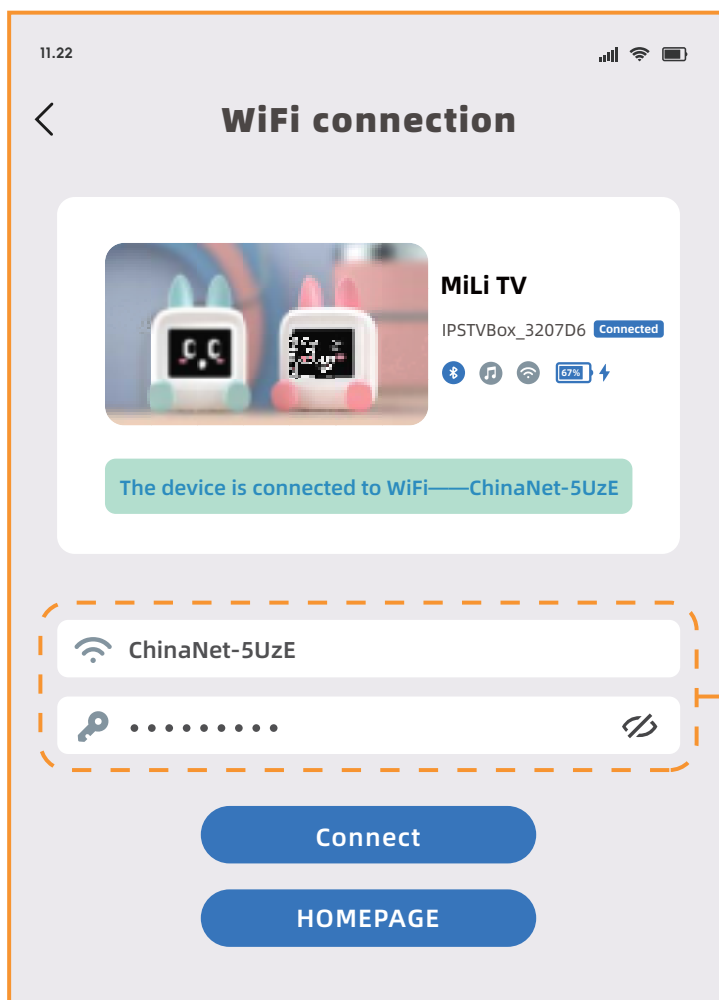 11.22
WiFi connection
MiLi TV
IPSTVBox_3207D6 Connected
67%
The device is connected to WiFi——ChinaNet-5UzE
ChinaNet-5UzE
•••••••••
Connect
HOMEPAGE